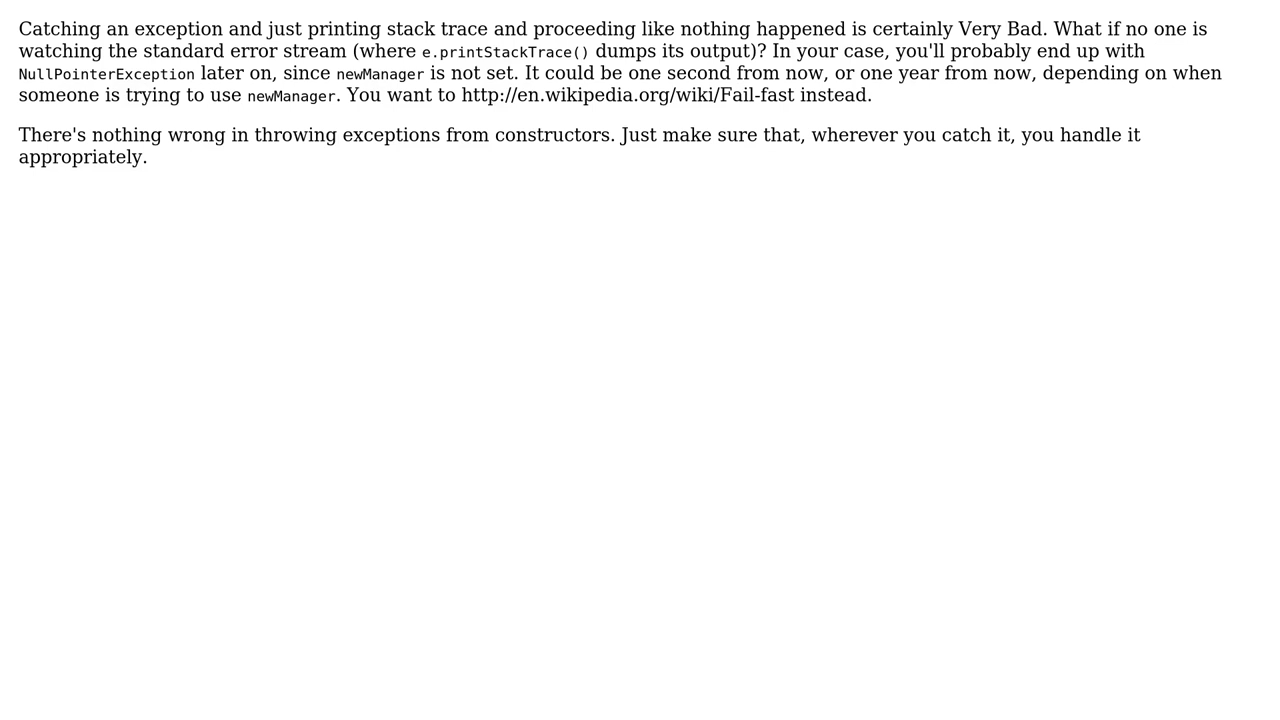 Catching an exception and just printing stack trace and proceeding like nothing happened is certainly Very Bad. What if no one is
watching the standard error stream (where e.printStackTrace() dumps its output)? In your case, you'll probably end up with
NullPointerException later on, since newManager is not set. It could be one second from now, or one year from now, depending on when
someone is trying to use newManager. You want to http://en.wikipedia.org/wiki/Fail-fast instead.
There's nothing wrong in throwing exceptions from constructors. Just make sure that, wherever you catch it, you handle it
appropriately.